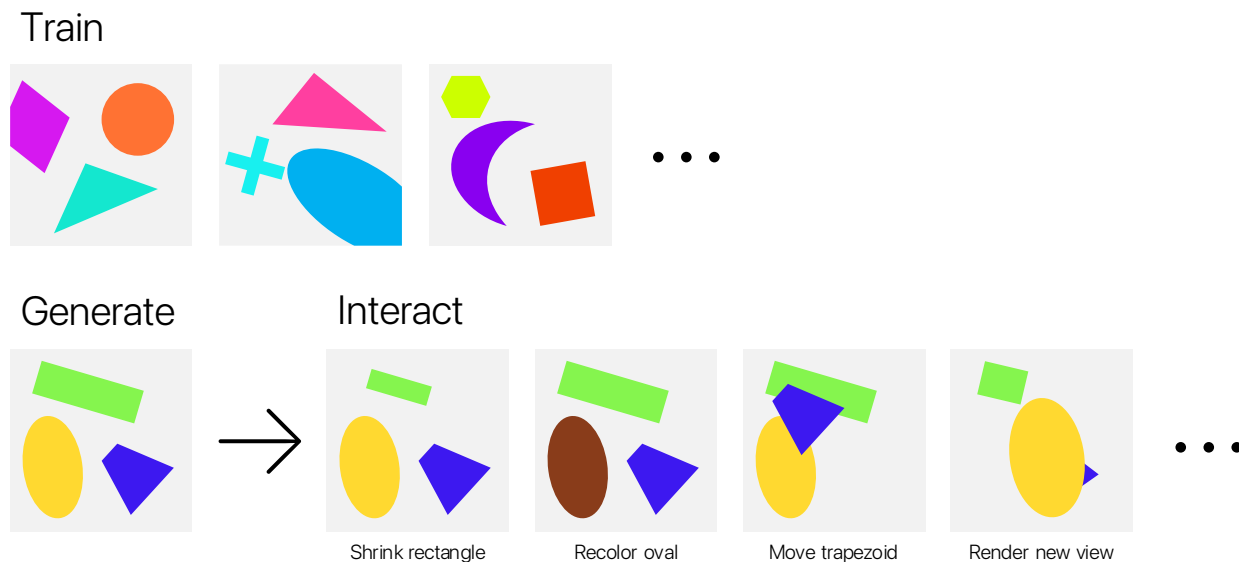 Train
Generate
Interact
Shrink rectangle
Recolor oval
Move trapezoid
Render new view